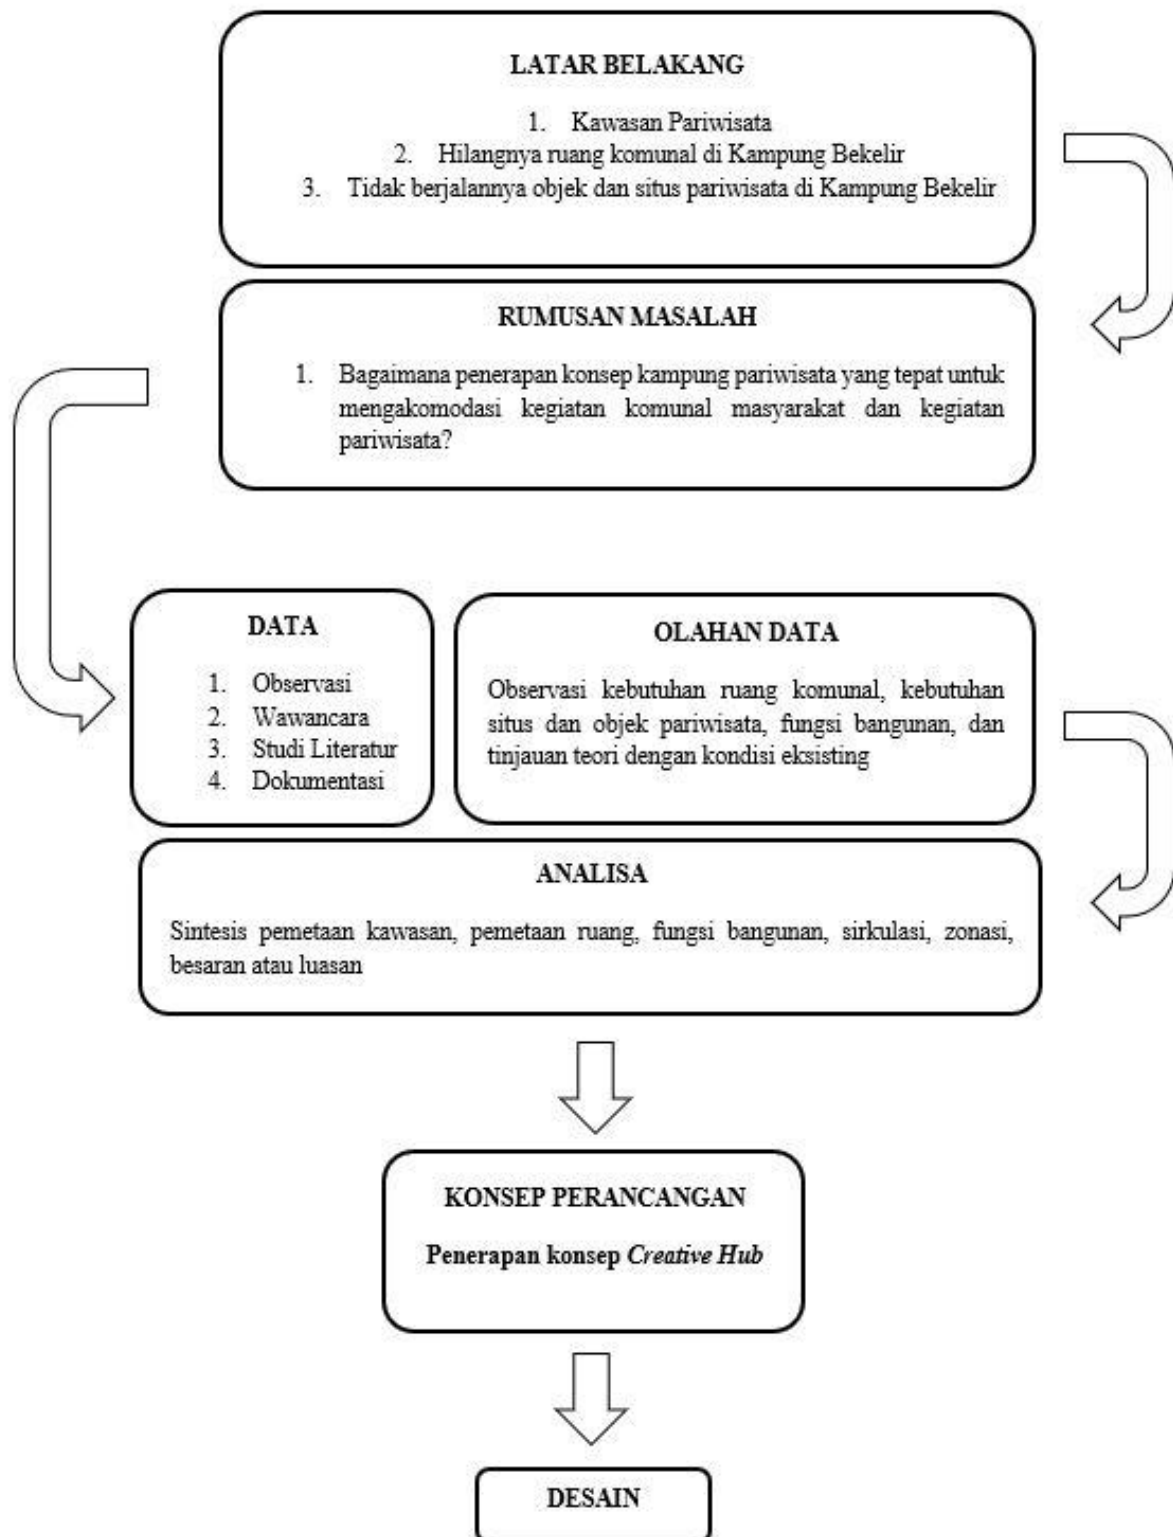 LATAR BELAKANG
1. Kawasan Pariwisata
2. Hilangnya ruang komunal di Kampung Bekelir
3. Tidak berjalannya objek dan situs pariwisata di Kampung Bekelir
RUMUSAN MASALAH
1. Bagaimana penerapan konsep kampung pariwisata yang tepat untuk
mengakomodasi kegiatan komunal masyarakat dan kegiatan
pariwisata?
DATA
1. Observasi
2. Wawancara
3. Studi Literatur
4. Dokumentasi
OLAHAN DATA
Observasi kebutuhan ruang komunal, kebutuhan
situs dan objek pariwisata, fungsi bangunan, dan
tinjauan teori dengan kondisi eksisting
ANALISA
Sintesis pemetaan kawasan, pemetaan ruang, fungsi bangunan, sirkulasi, zonasi,
besaran atau luasan
KONSEP PERANCANGAN
Penerapan konsep Creative Hub
DESAIN